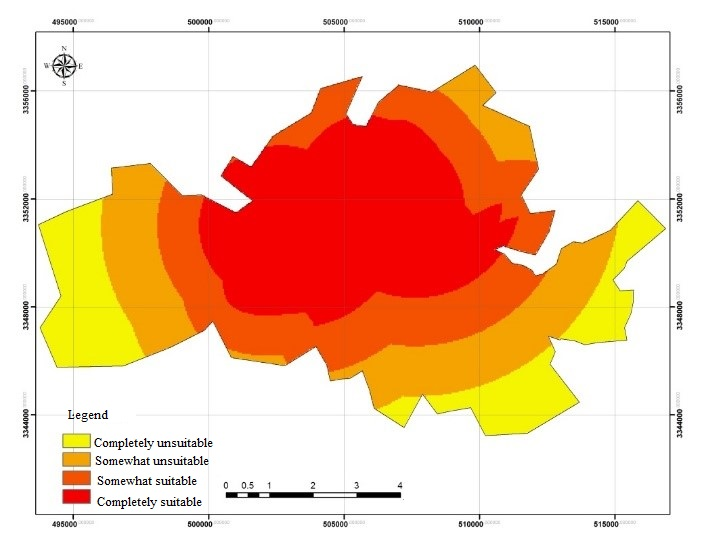 495000 500000 505000 510000 515000
N
W E
S
3356000 3356000
3352000 3352000
3348000 3348000
3344000 3344000
Legend
Completely unsuitable
Somewhat unsuitable
Somewhat suitable
Completely suitable
0 0.5 1 2 3 4
495000 500000 505000 510000 515000